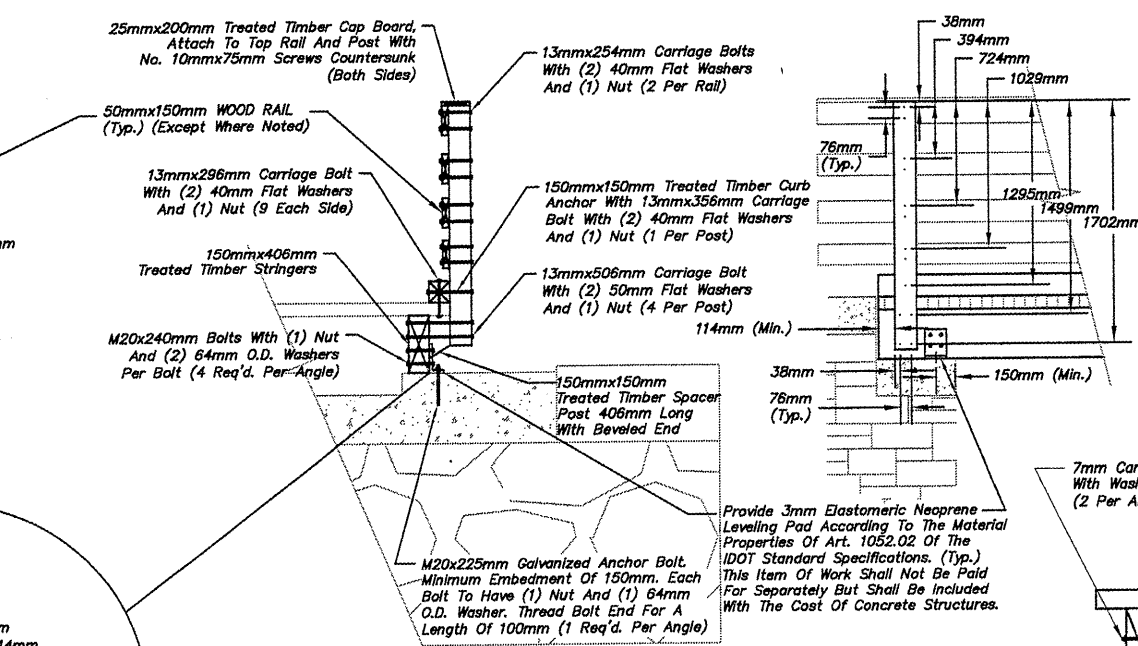 25mmx200mm Treated Timber Cap Board,
Attach To Top Rail And Post With
No. 10mmx75mm Screws Countersunk
(Both Sides)
50mmx150mm WOOD RAIL
(Typ.) (Except Where Noted)
13mmx296mm Carriage Bolt
With (2) 40mm Flat Washers
And (1) Nut (9 Each Side)
mm
150mmx406mm
Treated Timber Stringers
M20x240mm Bolts With (1) Nut
And (2) 64mm O.D. Washers
Per Bolt (4 Req'd. Per Angle)
13mmx254mm Carriage Bolts
With (2) 40mm Flat Washers
And (1) Nut (2 Per Rail)
150mmx150mm Treated Timber Curb
Anchor With 13mmx356mm Carriage
Bolt With (2) 40mm Flat Washers
And (1) Nut (1 Per Post)
13mmx506mm Carriage Bolt
With (2) 50mm Flat Washers
And (1) Nut (4 Per Post)
150mmx150mm
Treated Timber Spacer
Post 406mm Long
With Beveled End
M20x225mm Galvanized Anchor Bolt.
Minimum Embedment Of 150mm. Each
Bolt To Have (1) Nut And (1) 64mm
O.D. Washer. Thread Bolt End For A
Length Of 100mm (1 Req'd. Per Angle)
38mm
394mm
724mm
1029mm
76mm
(Typ.)
1295mm
1499mm
1702mm
114mm (Min.)
38mm
150mm (Min.)
76mm
(Typ.)
Provide 3mm Elastomeric Neoprene
Leveling Pad According To The Material
Properties Of Art. 1052.02 Of The
IDOT Standard Specifications. (Typ.)
This Item Of Work Shall Not Be Paid
For Separately But Shall Be Included
With The Cost Of Concrete Structures.
7mm Car
With Wash
(2 Per A